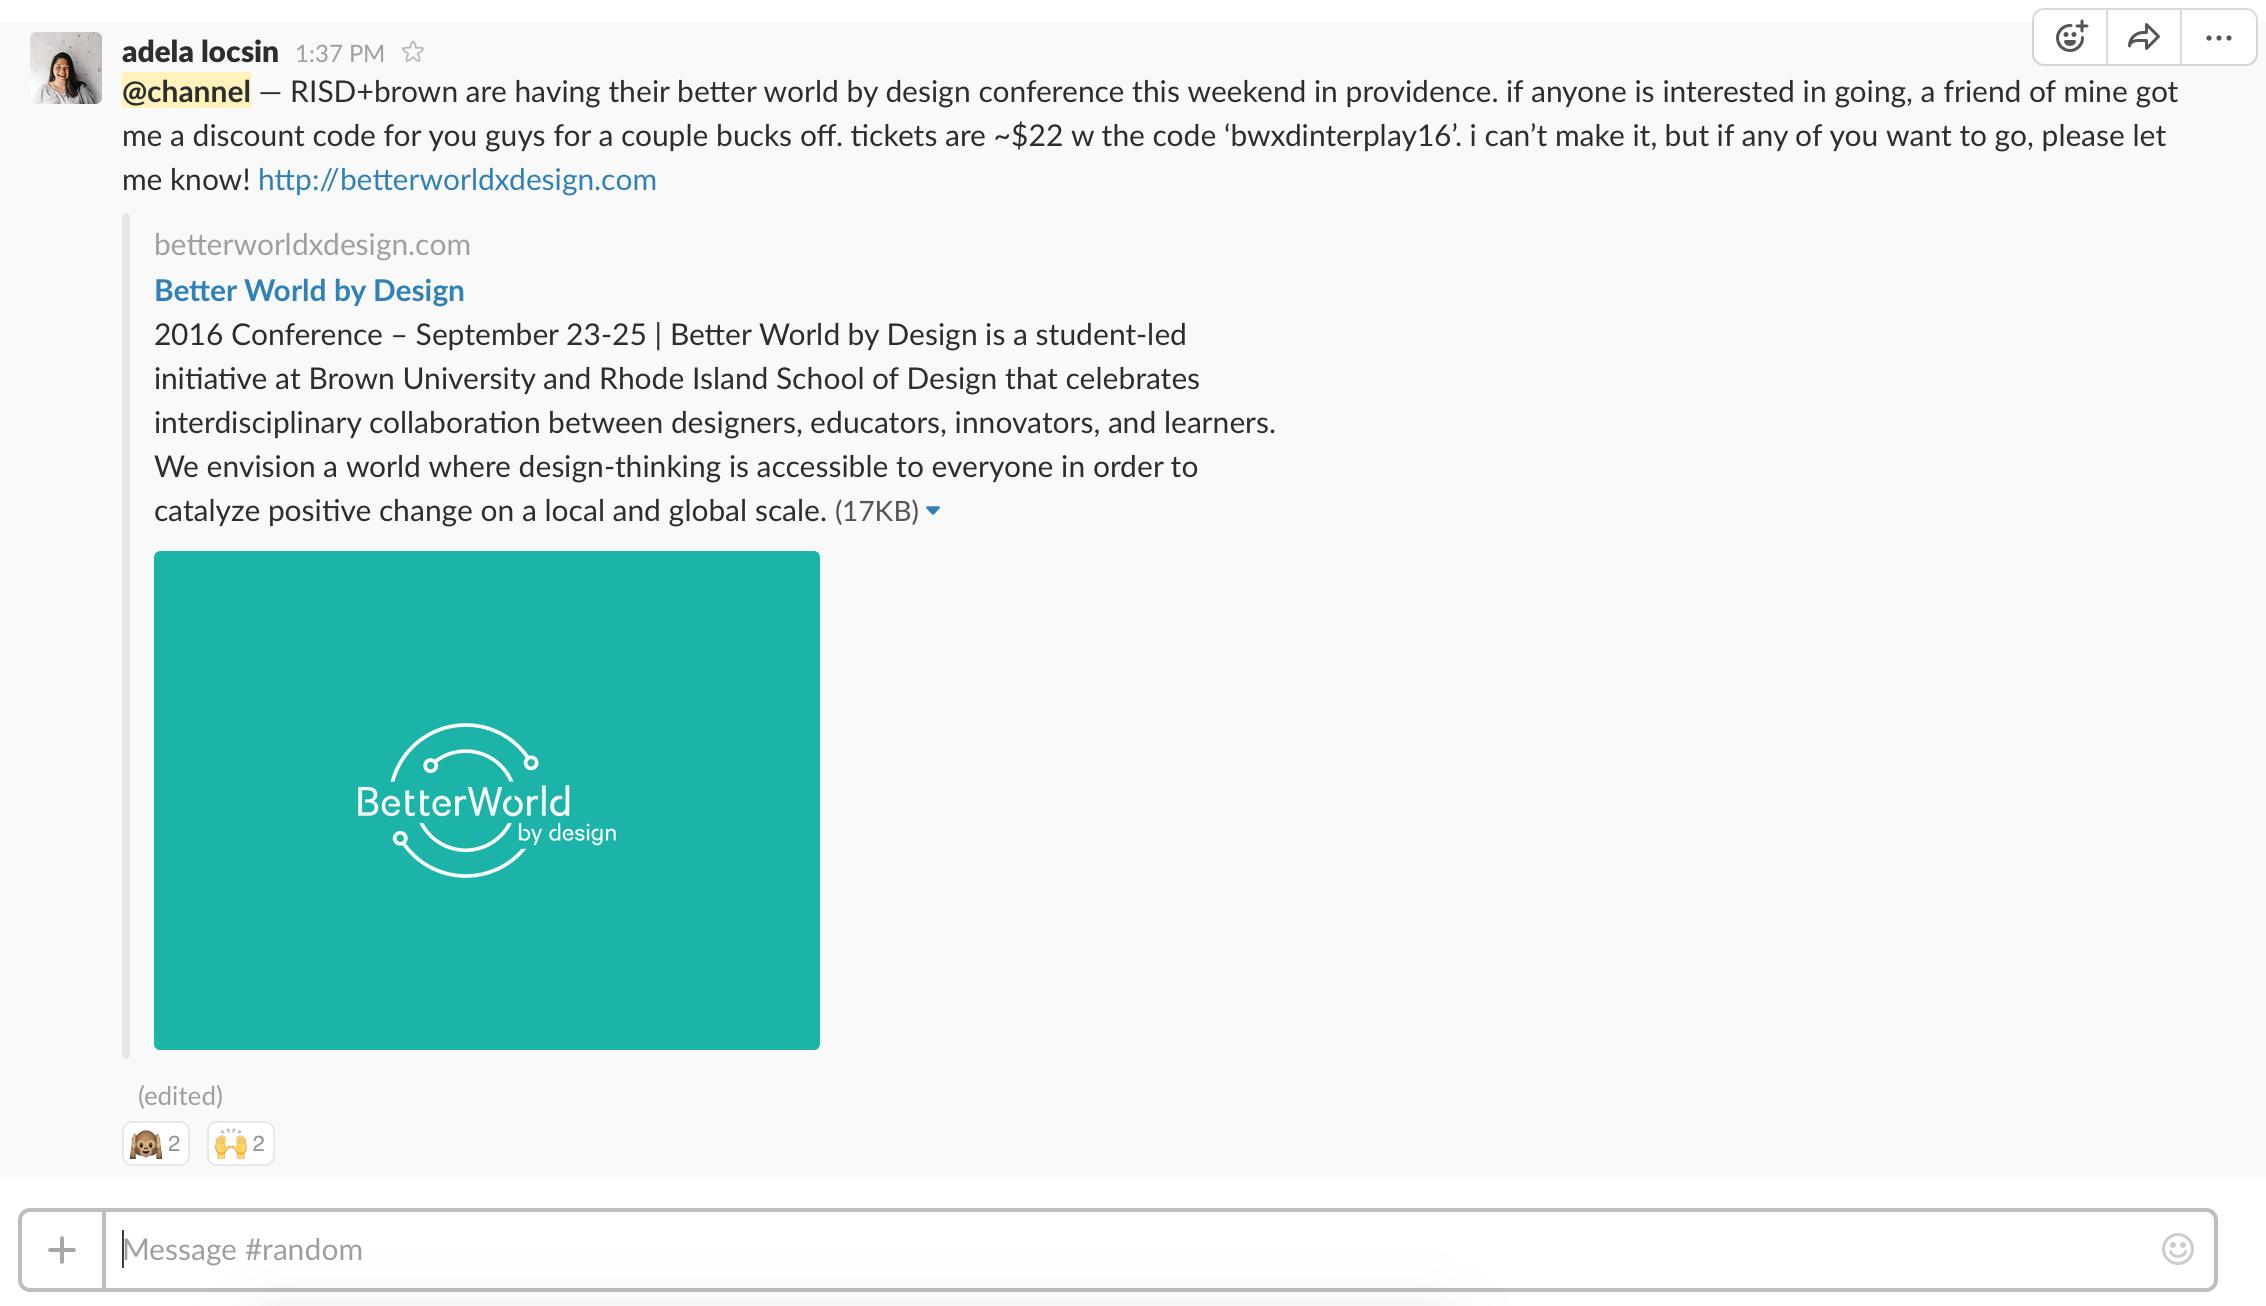 adela locsin 1:37 PM
@channel — RISD+brown are having their better world by design conference this weekend in providence. if anyone is interested in going, a friend of mine got
me a discount code for you guys for a couple bucks off. tickets are ~$22 w the code ‘bwxdinterplay16’. i can’t make it, but if any of you want to go, please let
me know! http://betterworldxdesign.com
betterworldxdesign.com
Better World by Design
2016 Conference – September 23-25 | Better World by Design is a student-led
initiative at Brown University and Rhode Island School of Design that celebrates
interdisciplinary collaboration between designers, educators, innovators, and learners.
We envision a world where design-thinking is accessible to everyone in order to
catalyze positive change on a local and global scale. (17KB)
BetterWorld
by design
(edited)
2 2
Message #random